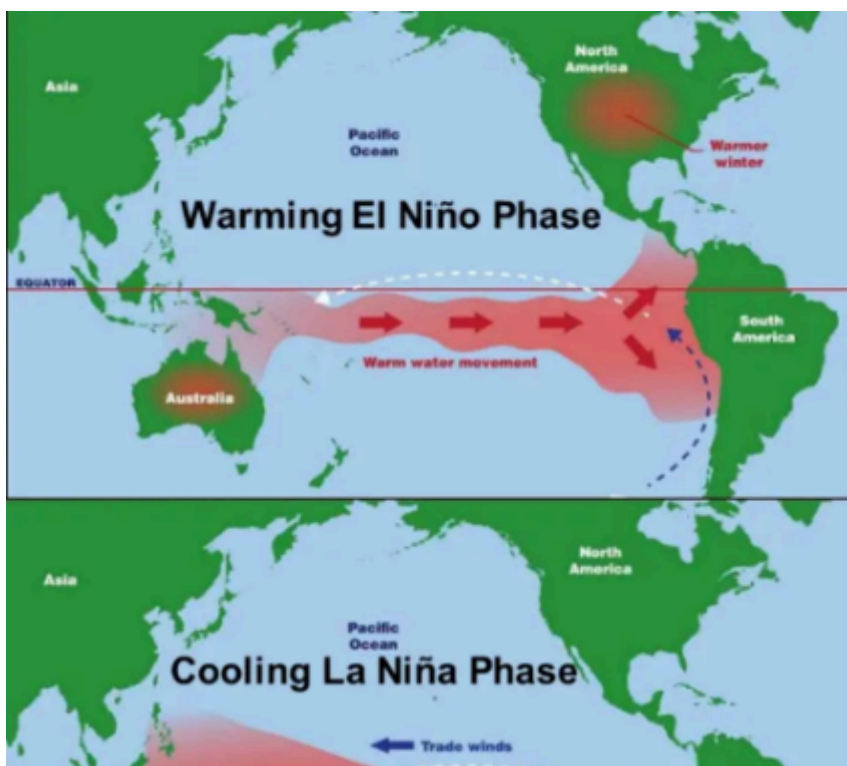 North
America
Asia
Pacific
Ocean
Warmer
winter
Warming El Niño Phase
EQUATOR
South
America
Warm water movement
Australia
North
America
Asia
Pacific
Ocean
Cooling La Niña Phase
Trade winds